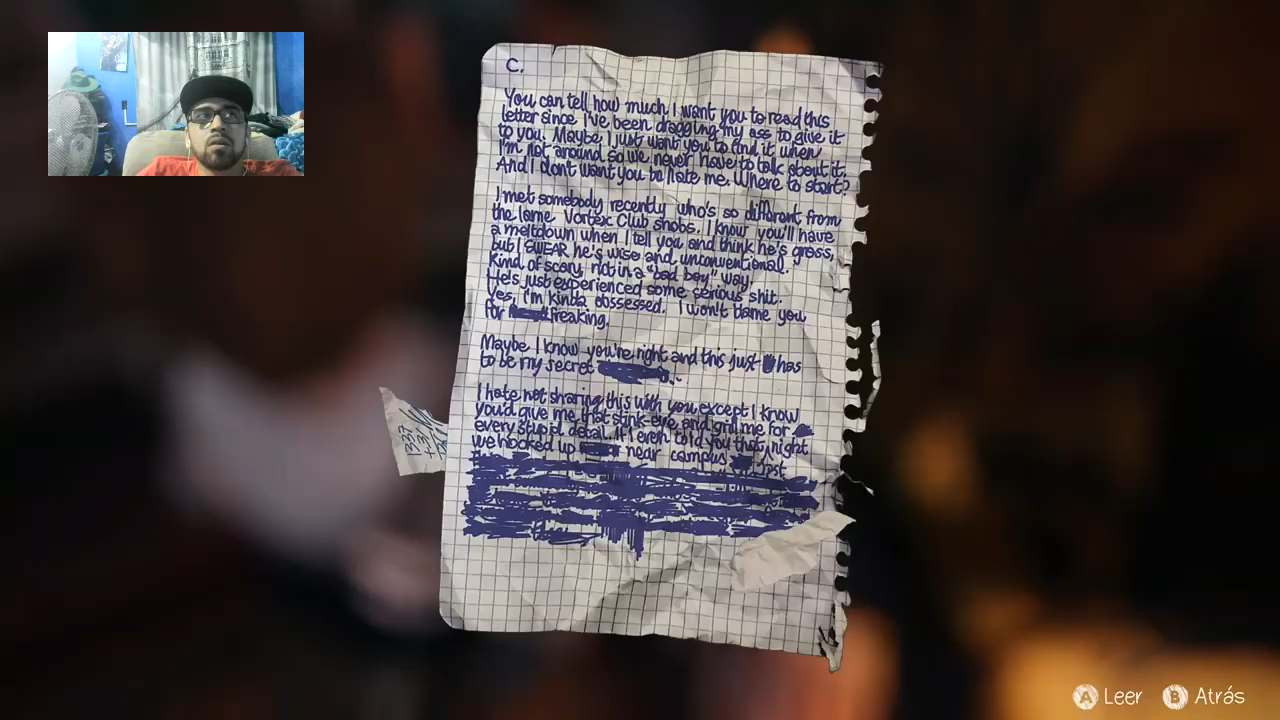 C.
You can tell how much I want you to read this
letter since I've been dragging my ass to give it
to you. Maybe I just want you to find it when
I'm not around so we never have to talk about it.
And I don't want you be hate me. Where to start?
I met somebody recently who's so different from
the lame Vortex Club snobs. I know you'll have
a meltdown when I tell you and think he's gross,
but I SWEAR he's wise and unconventional.
Kind of scary, not in a "bad boy" way.
He's just experienced some serious shit.
Yes, I'm kinda obssessed. I won't blame you
for freaking.
Maybe I know you're right and this just has
to be my secret
I hate not sharing this with you except I know
you'd give me that stink-eye and grill me for
every stupid detail. If I even told you that night
we hooked up near campus Just
1337
A Leer B Atrás